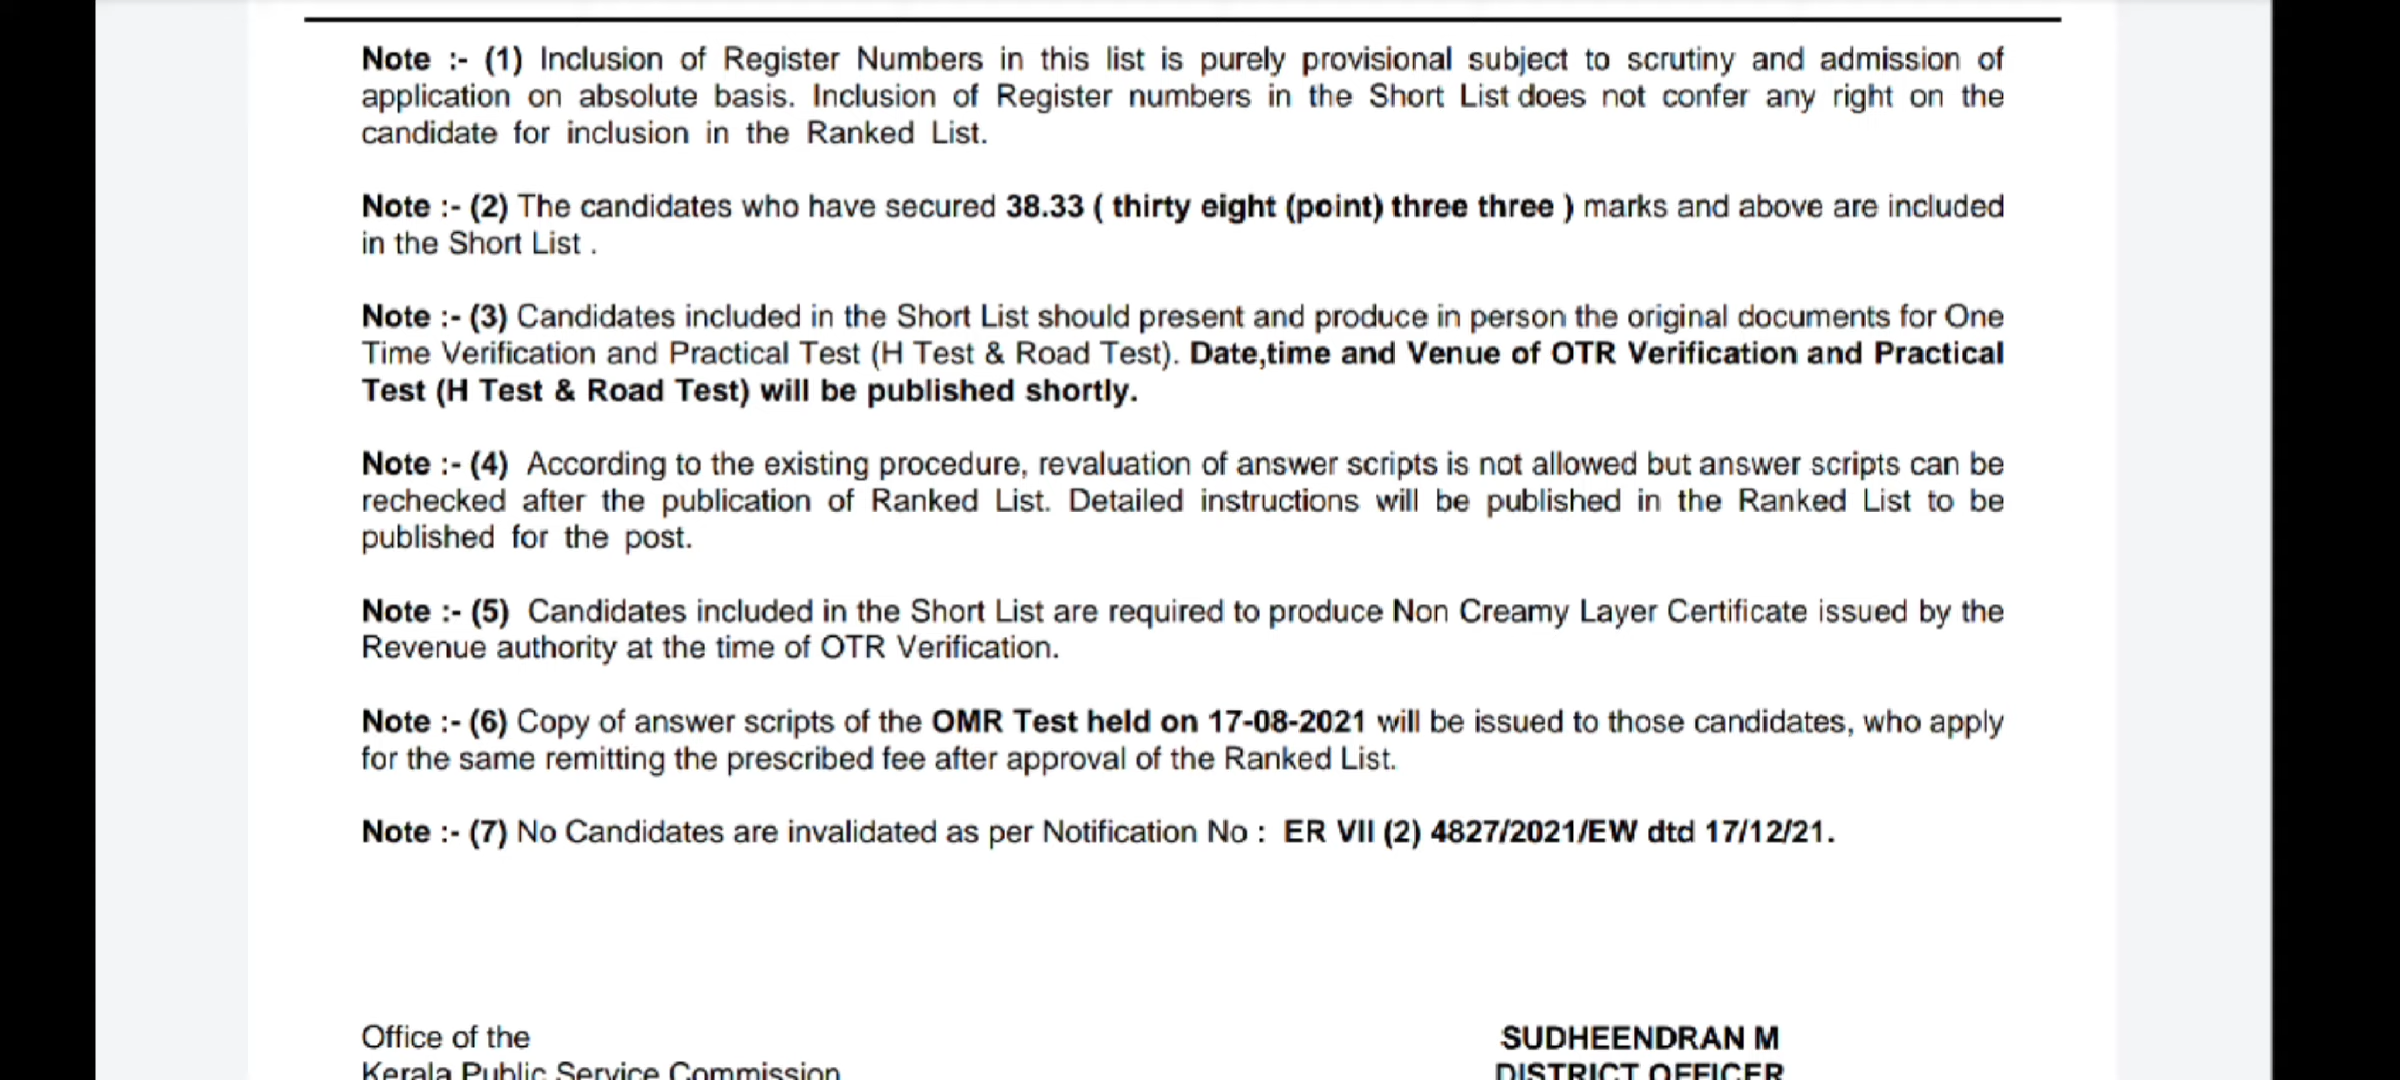 Note :- (1) Inclusion of Register Numbers in this list is purely provisional subject to scrutiny and admission of
application on absolute basis. Inclusion of Register numbers in the Short List does not confer any right on the
candidate for inclusion in the Ranked List.
Note :- (2) The candidates who have secured 38.33 ( thirty eight (point) three three ) marks and above are included
in the Short List .
Note :- (3) Candidates included in the Short List should present and produce in person the original documents for One
Time Verification and Practical Test (H Test & Road Test). Date,time and Venue of OTR Verification and Practical
Test (H Test & Road Test) will be published shortly.
Note :- (4) According to the existing procedure, revaluation of answer scripts is not allowed but answer scripts can be
rechecked after the publication of Ranked List. Detailed instructions will be published in the Ranked List to be
published for the post.
Note :- (5) Candidates included in the Short List are required to produce Non Creamy Layer Certificate issued by the
Revenue authority at the time of OTR Verification.
Note :- (6) Copy of answer scripts of the OMR Test held on 17-08-2021 will be issued to those candidates, who apply
for the same remitting the prescribed fee after approval of the Ranked List.
Note :- (7) No Candidates are invalidated as per Notification No : ER VII (2) 4827/2021/EW dtd 17/12/21.
Office of the
Kerala Public Service Commission
SUDHEENDRAN M
DISTRICT OFFICER